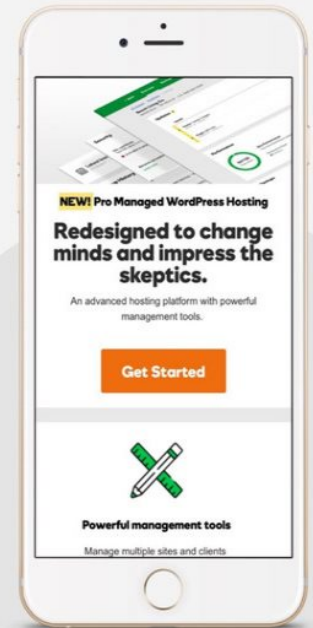 NEW! Pro Managed WordPress Hosting
Redesigned to change
minds and impress the
skeptics.
An advanced hosting platform with powerful
management tools.
Get Started
Powerful management tools
Manage multiple sites and clients